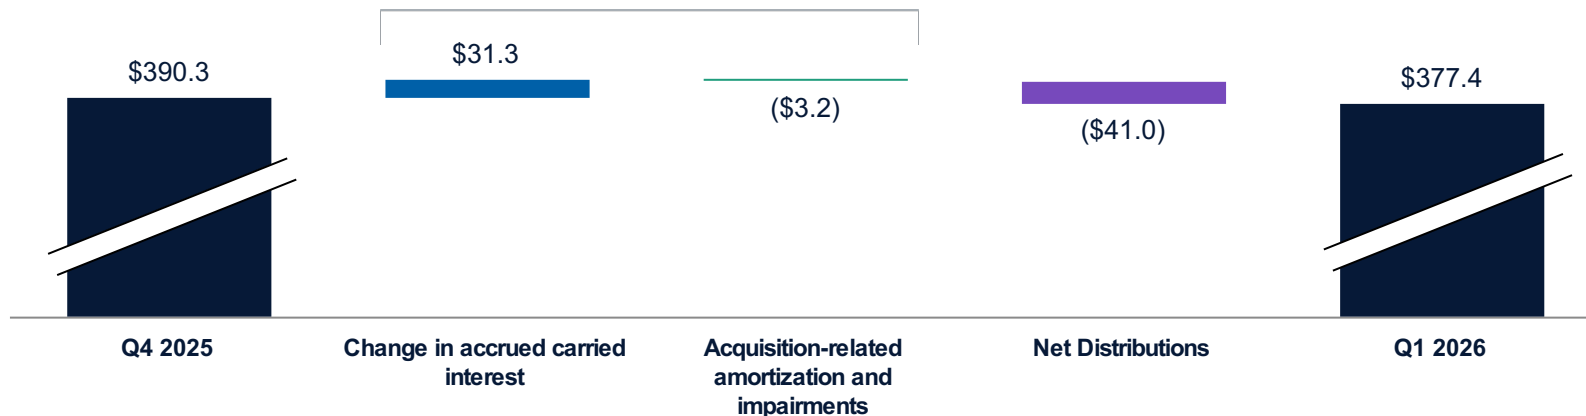 $390.3
$31.3
($3.2)
($41.0)
$377.4
Q4 2025
Change in accrued carried
interest
Acquisition-related
amortization and
impairments
Net Distributions
Q1 2026